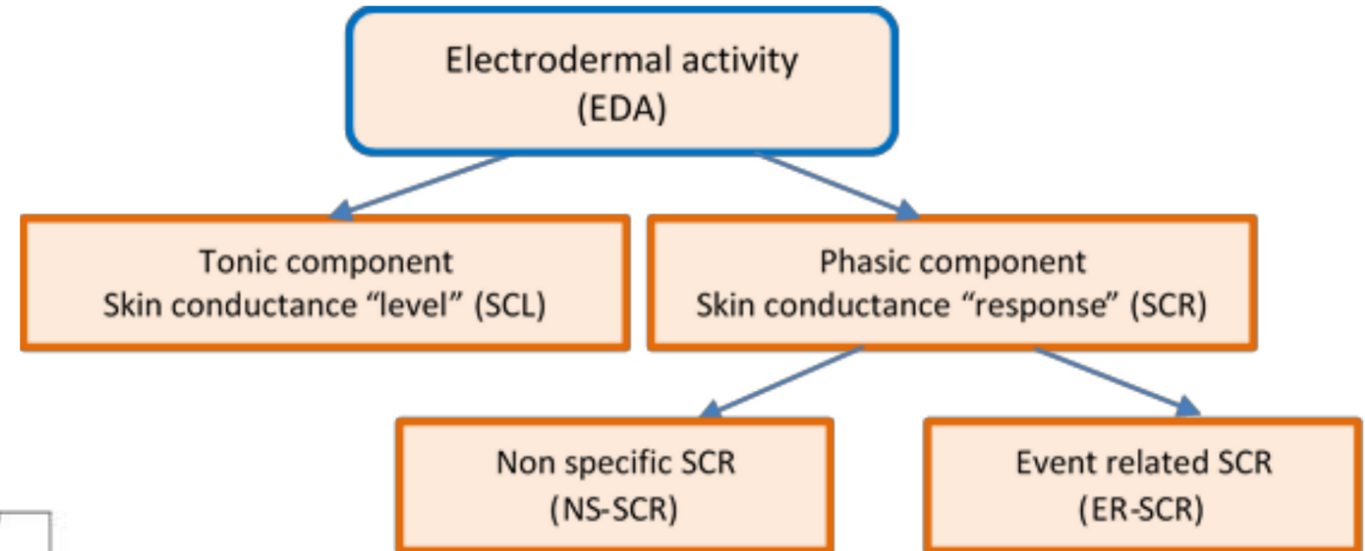 Electrodermal activity
(EDA)
Tonic component
Skin conductance “level” (SCL)
Phasic component
Skin conductance “response” (SCR)
Non specific SCR
(NS-SCR)
Event related SCR
(ER-SCR)